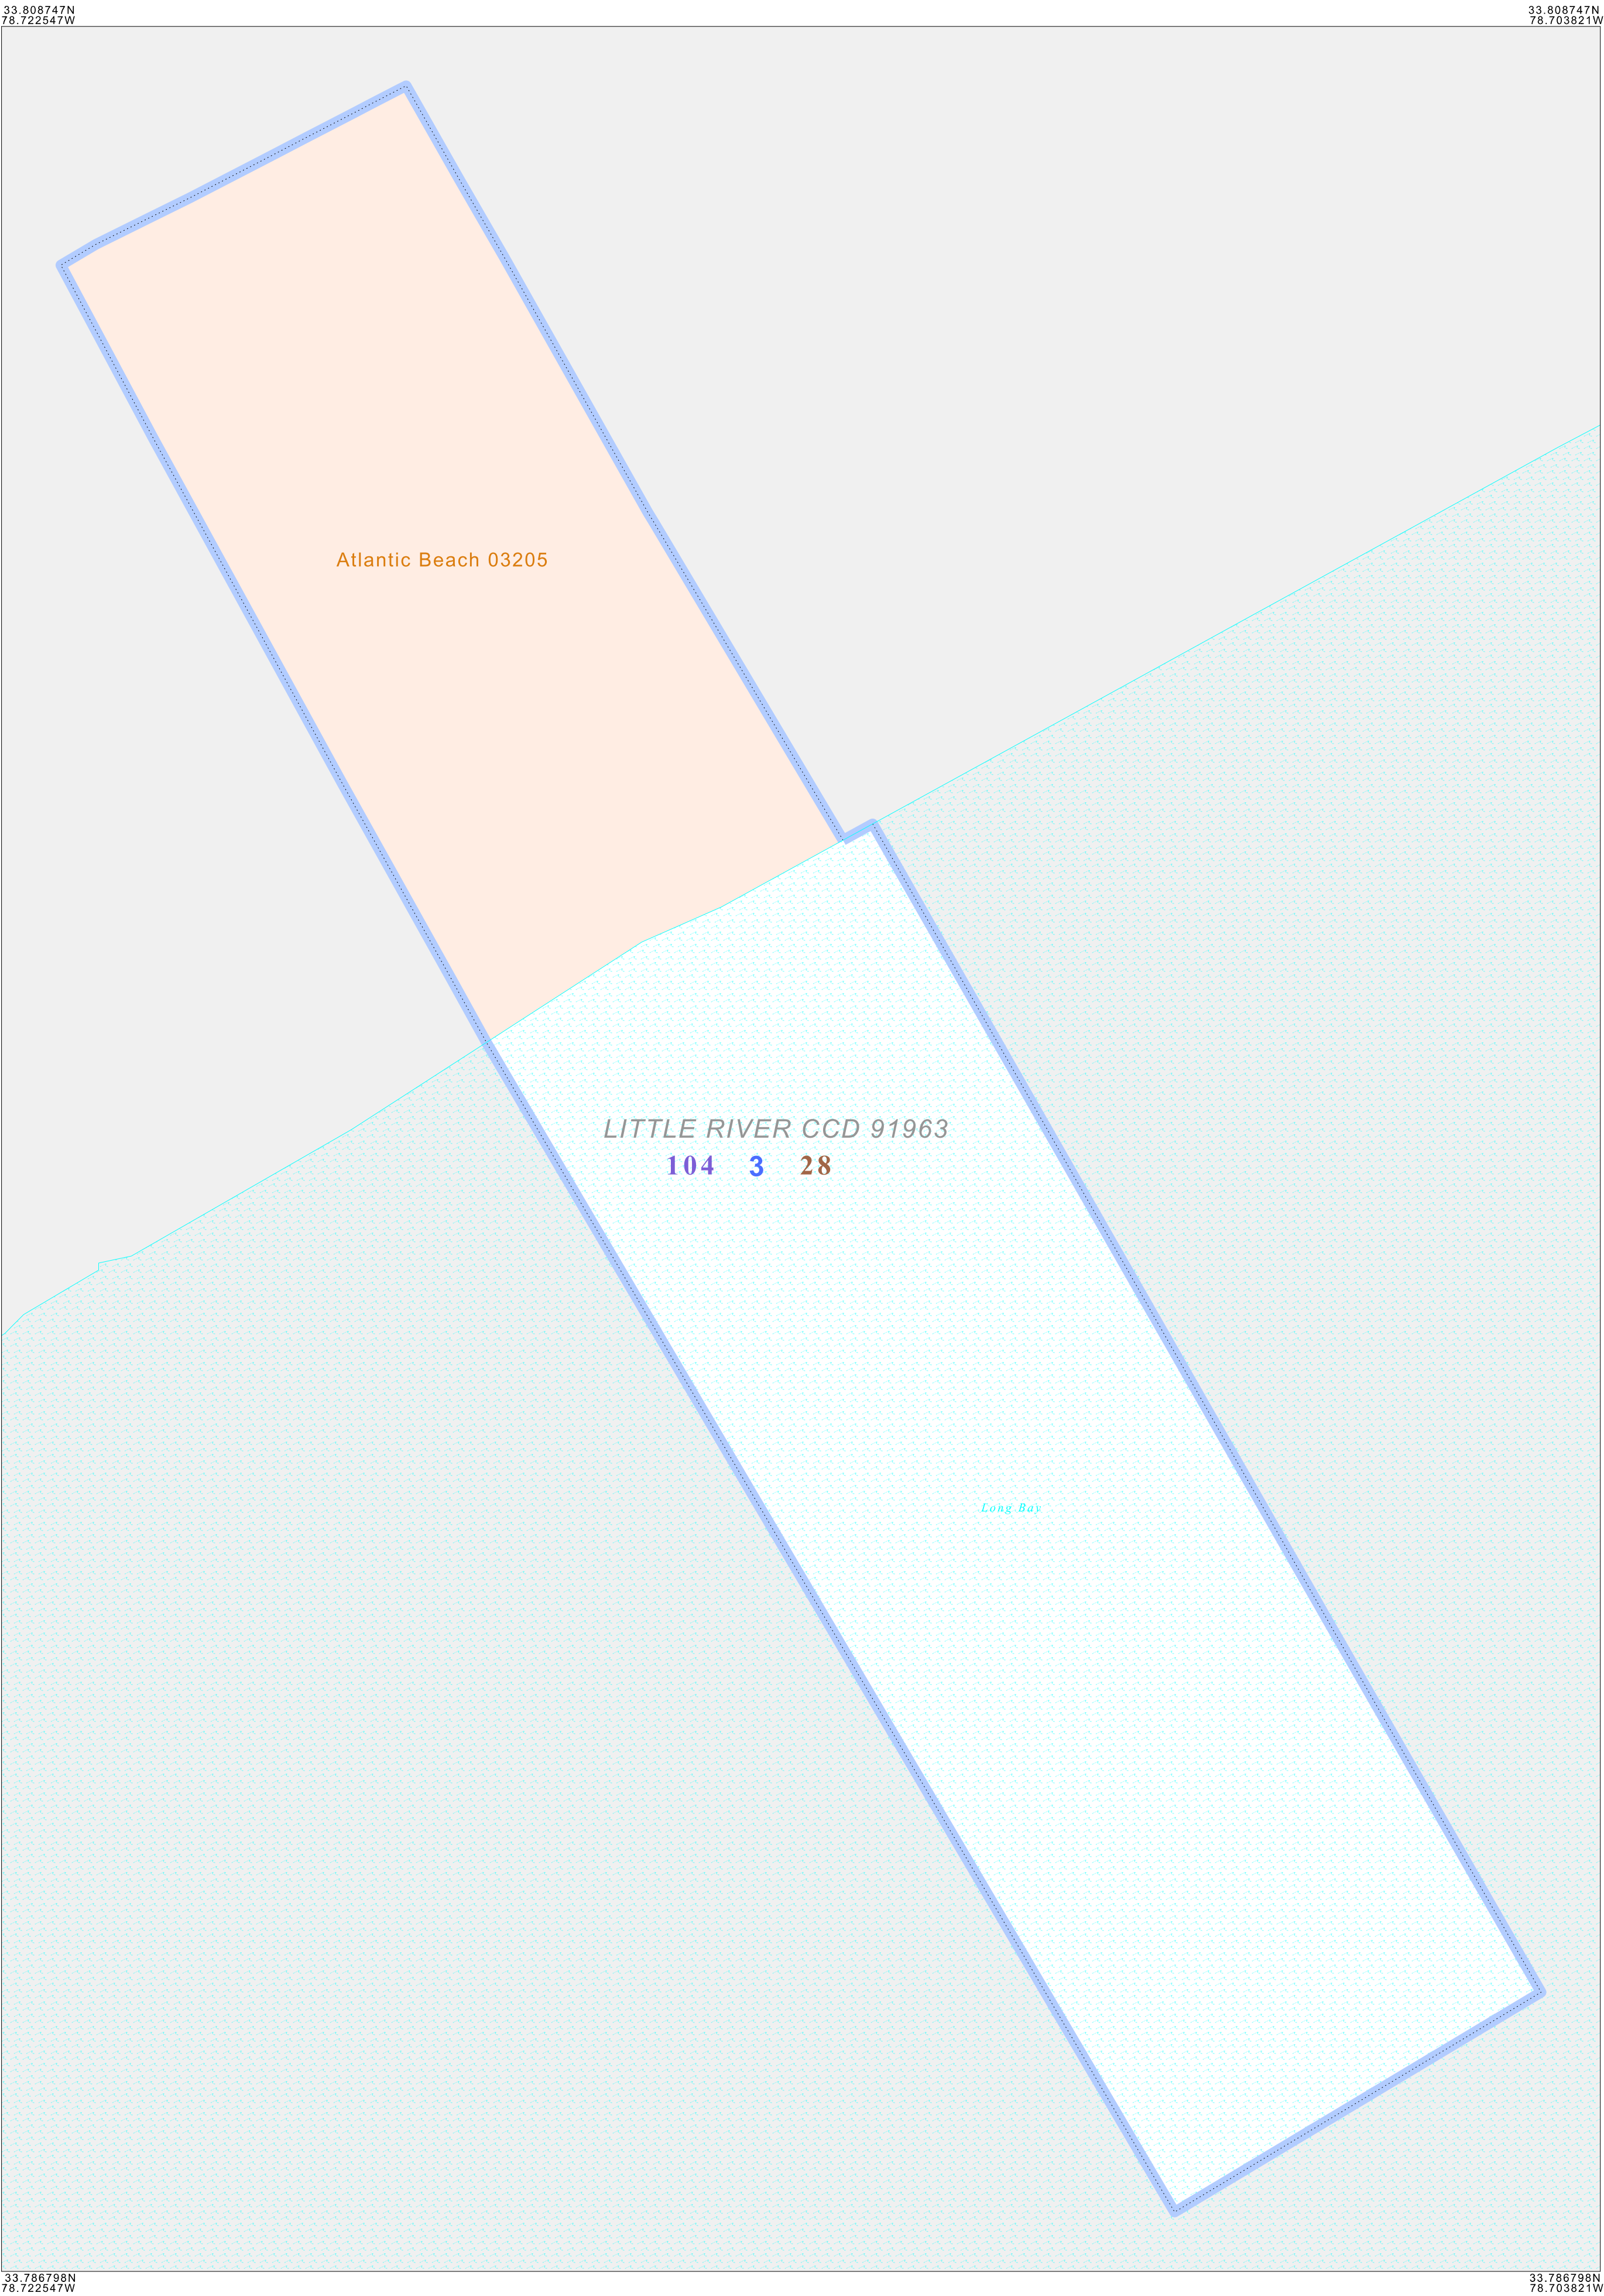 33.808747N
78.722547W
33.808747N
78.703821W
Atlantic Beach 03205
LITTLE RIVER CCD 91963
104 3 28
Long Bay
33.786798N
78.722547W
33.786798N
78.703821W